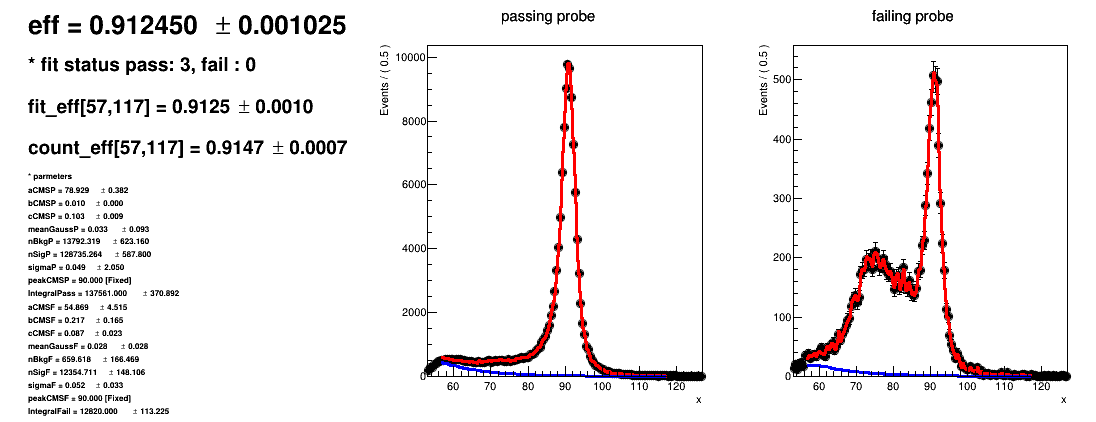 eff = 0.912450 ± 0.001025
* fit status pass: 3, fail : 0
fit_eff[57,117] = 0.9125 ± 0.0010
count_eff[57,117] = 0.9147 ± 0.0007
* parmeters
aCMSP = 78.929 ± 0.382
bCMSP = 0.010 ± 0.000
cCMSP = 0.103 ± 0.009
meanGaussP = 0.033 ± 0.093
nBkgP = 13792.319 ± 623.160
nSigP = 128735.264 ± 587.800
sigmaP = 0.049 ± 2.050
peakCMSP = 90.000 [Fixed]
IntegralPass = 137561.000 ± 370.892
aCMSF = 54.869 ± 4.515
bCMSF = 0.217 ± 0.165
cCMSF = 0.087 ± 0.023
meanGaussF = 0.028 ± 0.028
nBkgF = 659.618 ± 166.469
nSigF = 12354.711 ± 148.106
sigmaF = 0.052 ± 0.033
peakCMSF = 90.000 [Fixed]
IntegralFail = 12820.000 ± 113.225
passing probe
Events / ( 0.5 )
10000
8000
6000
4000
2000
0
60 70 80 90 100 110 120
x
failing probe
Events / ( 0.5 )
500
400
300
200
100
0
60 70 80 90 100 110 120
x